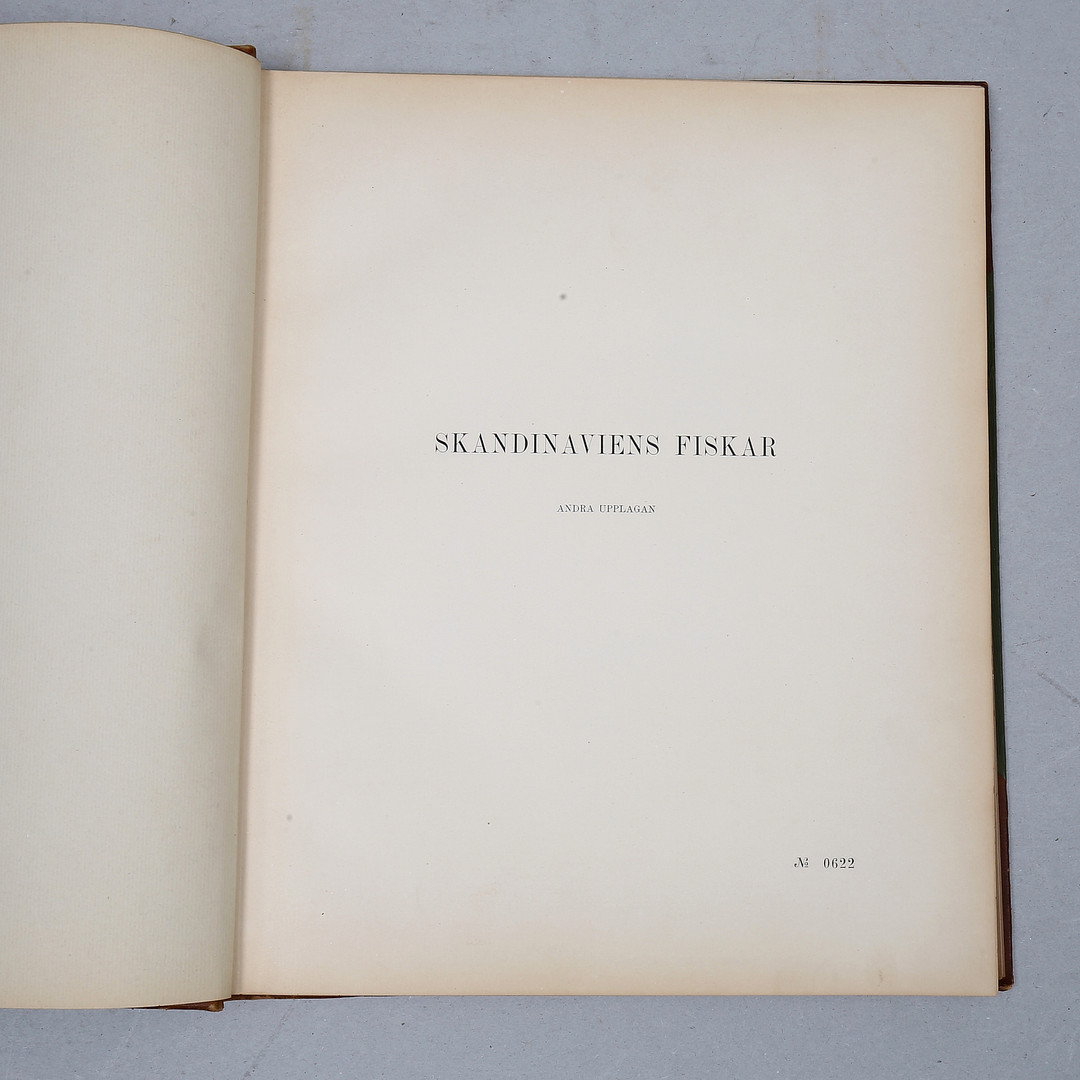 SKANDINAVIENS FISKAR
ANDRA UPPLAGAN
№ 0622